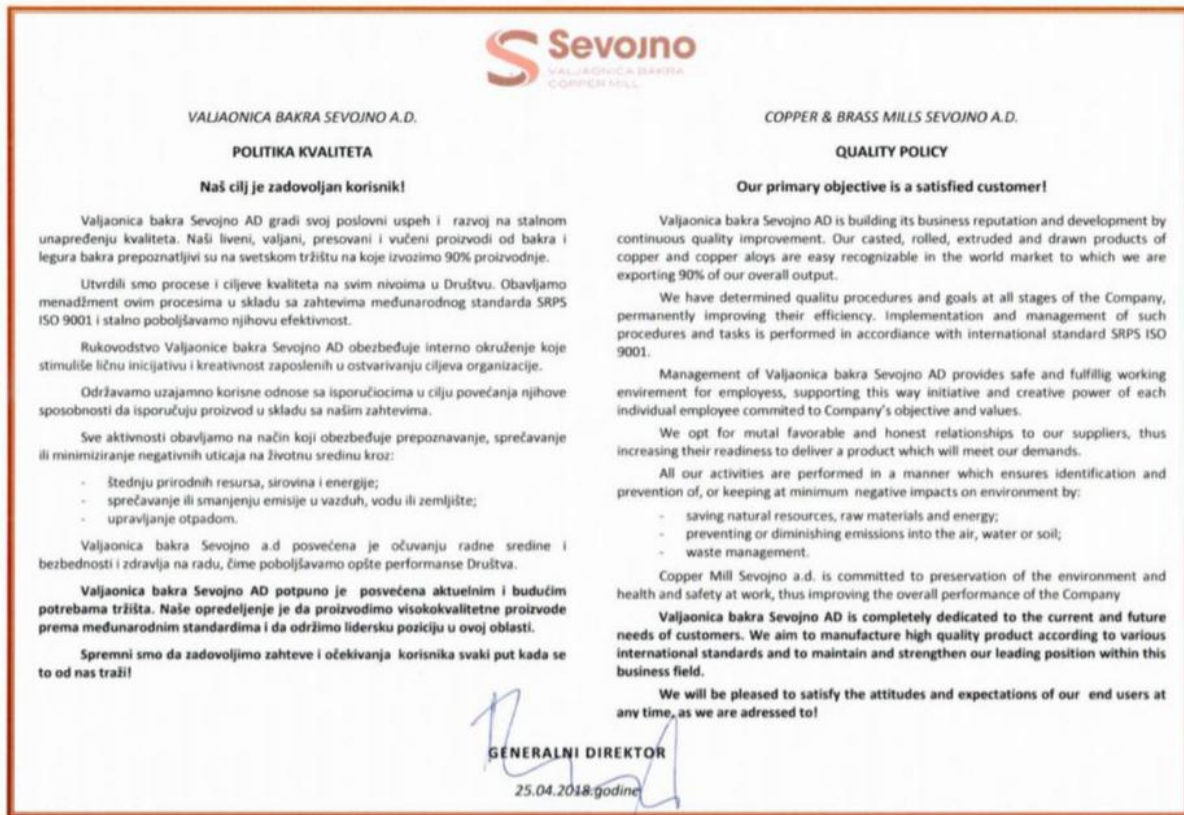 Sevojno
VALJAONICA BAKRA
COPPER MILL
VALJAONICA BAKRA SEVOJNO A.D.
POLITIKA KVALITETA
Naš cilj je zadovoljan korisnik!
Valjaonica bakra Sevojno AD gradi svoj poslovni uspeh i razvoj na stalnom
unapređenju kvaliteta. Naši liveni, valjani, presovani i vučeni proizvodi od bakra i
legura bakra prepoznatljivi su na svetskom tržištu na koje izvozimo 90% proizvodnje.
Utvrdili smo procese i ciljeve kvaliteta na svim nivoima u Društvu. Obavljamo
menadžment ovim procesima u skladu sa zahtevima međunarodnog standarda SRPS
ISO 9001 i stalno poboljšavamo njihovu efektivnost.
Rukovodstvo Valjaonice bakra Sevojno AD obezbeđuje interno okruženje koje
stimuliše ličnu inicijativu i kreativnost zaposlenih u ostvarivanju ciljeva organizacije.
Održavamo uzajamno korisne odnose sa isporučiocima u cilju povećanja njihove
sposobnosti da isporučuju proizvod u skladu sa našim zahtevima.
Sve aktivnosti obavljamo na način koji obezbeđuje prepoznavanje, sprečavanje
ili minimiziranje negativnih uticaja na životnu sredinu kroz:
- štednju prirodnih resursa, sirovina i energije;
- sprečavanje ili smanjenju emisije u vazduh, vodu ili zemljište;
- upravljanje otpadom.
Valjaonica bakra Sevojno a.d posvećena je očuvanju radne sredine i
bezbednosti i zdravlja na radu, čime poboljšavamo opšte performanse Društva.
Valjaonica bakra Sevojno AD potpuno je posvećena aktuelnim i budućim
potrebama tržišta. Naše opredeljenje je da proizvodimo visokokvalitetne proizvode
prema međunarodnim standardima i da održimo lidersku poziciju u ovoj oblasti.
Spremni smo da zadovoljimo zahteve i očekivanja korisnika svaki put kada se
to od nas traži!
COPPER & BRASS MILLS SEVOJNO A.D.
QUALITY POLICY
Our primary objective is a satisfied customer!
Valjaonica bakra Sevojno AD is building its business reputation and development by
continuous quality improvement. Our casted, rolled, extruded and drawn products of
copper and copper aloys are easy recognizable in the world market to which we are
exporting 90% of our overall output.
We have determined qualitu procedures and goals at all stages of the Company,
permanently improving their efficiency. Implementation and management of such
procedures and tasks is performed in accordance with international standard SRPS ISO
9001.
Management of Valjaonica bakra Sevojno AD provides safe and fulfillig working
envirement for employess, supporting this way initiative and creative power of each
individual employee commited to Company's objective and values.
We opt for mutal favorable and honest relationships to our suppliers, thus
increasing their readiness to deliver a product which will meet our demands.
All our activities are performed in a manner which ensures identification and
prevention of, or keeping at minimum negative impacts on environment by:
- saving natural resources, raw materials and energy;
- preventing or diminishing emissions into the air, water or soil;
- waste management.
Copper Mill Sevojno a.d. is committed to preservation of the environment and
health and safety at work, thus improving the overall performance of the Company
Valjaonica bakra Sevojno AD is completely dedicated to the current and future
needs of customers. We aim to manufacture high quality product according to various
international standards and to maintain and strengthen our leading position within this
business field.
We will be pleased to satisfy the attitudes and expectations of our end users at
any time, as we are adressed to!
GENERALNI DIREKTOR
25.04.2018.godine